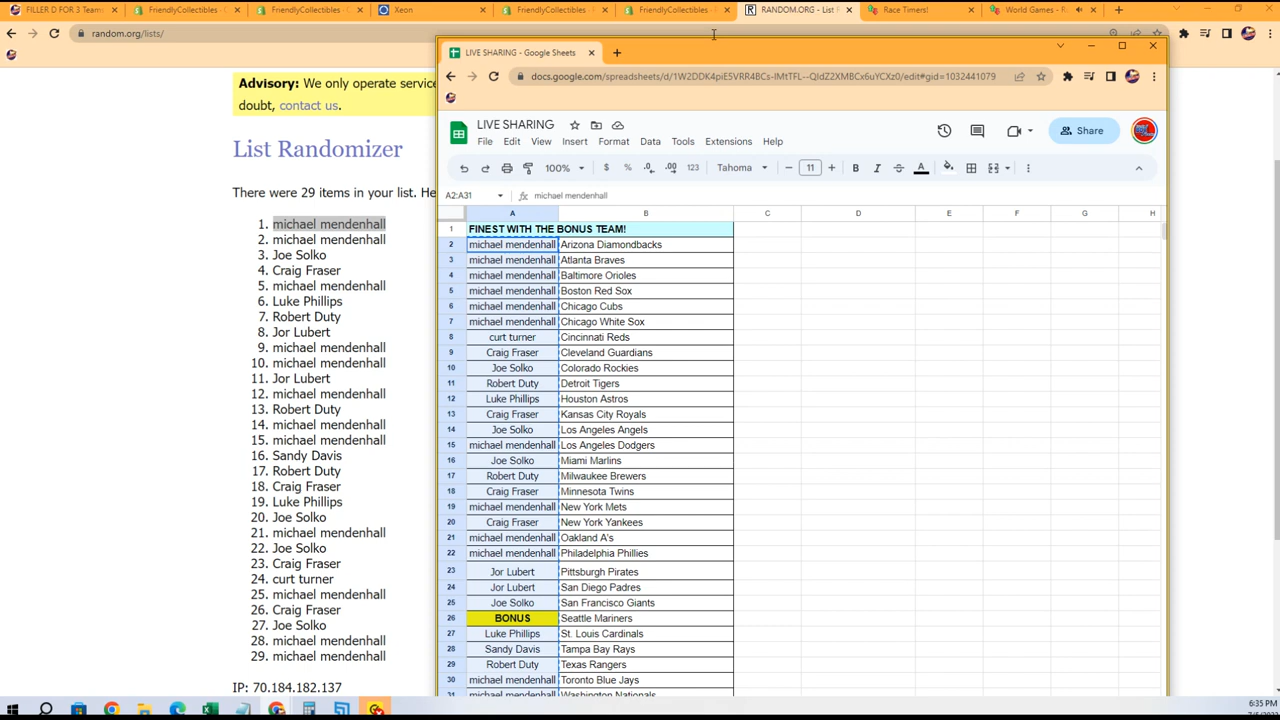 FILLER D FOR 3 Team:
FriendlyCollectibles -
FriendlyCollectibles -
Xeon
FriendlyCollectibles -
FriendlyCollectibles -
RANDOM.ORG - List R
Race Timers!
World Games - R
random.org/lists/
Advisory: We only operate service
doubt, contact us.
List Randomizer
There were 29 items in your list. He
1. michael mendenhall
2. michael mendenhall
3. Joe Solko
4. Craig Fraser
5. michael mendenhall
6. Luke Phillips
7. Robert Duty
8. Jor Lubert
9. michael mendenhall
10. michael mendenhall
11. Jor Lubert
12. michael mendenhall
13. Robert Duty
14. michael mendenhall
15. michael mendenhall
16. Sandy Davis
17. Robert Duty
18. Craig Fraser
19. Luke Phillips
20. Joe Solko
21. michael mendenhall
22. Joe Solko
23. Craig Fraser
24. curt turner
25. michael mendenhall
26. Craig Fraser
27. Joe Solko
28. michael mendenhall
29. michael mendenhall
IP: 70.184.182.137
LIVE SHARING - Google Sheets
LIVE SHARING
File Edit View Insert Format Data Tools Extensions Help
Share
100% $ % .0 .00 123 Tahoma 11 B I S A
A2:A31 fx michael mendenhall
A B C D E F G H
1 FINEST WITH THE BONUS TEAM!
2 michael mendenhall Arizona Diamondbacks
3 michael mendenhall Atlanta Braves
4 michael mendenhall Baltimore Orioles
5 michael mendenhall Boston Red Sox
6 michael mendenhall Chicago Cubs
7 michael mendenhall Chicago White Sox
8 curt turner Cincinnati Reds
9 Craig Fraser Cleveland Guardians
10 Joe Solko Colorado Rockies
11 Robert Duty Detroit Tigers
12 Luke Phillips Houston Astros
13 Craig Fraser Kansas City Royals
14 Joe Solko Los Angeles Angels
15 michael mendenhall Los Angeles Dodgers
16 Joe Solko Miami Marlins
17 Robert Duty Milwaukee Brewers
18 Craig Fraser Minnesota Twins
19 michael mendenhall New York Mets
20 Craig Fraser New York Yankees
21 michael mendenhall Oakland A's
22 michael mendenhall Philadelphia Phillies
23 Jor Lubert Pittsburgh Pirates
24 Jor Lubert San Diego Padres
25 Joe Solko San Francisco Giants
26 BONUS Seattle Mariners
27 Luke Phillips St. Louis Cardinals
28 Sandy Davis Tampa Bay Rays
29 Robert Duty Texas Rangers
30 michael mendenhall Toronto Blue Jays
31 michael mendenhall Washington Nationals
6:35 PM